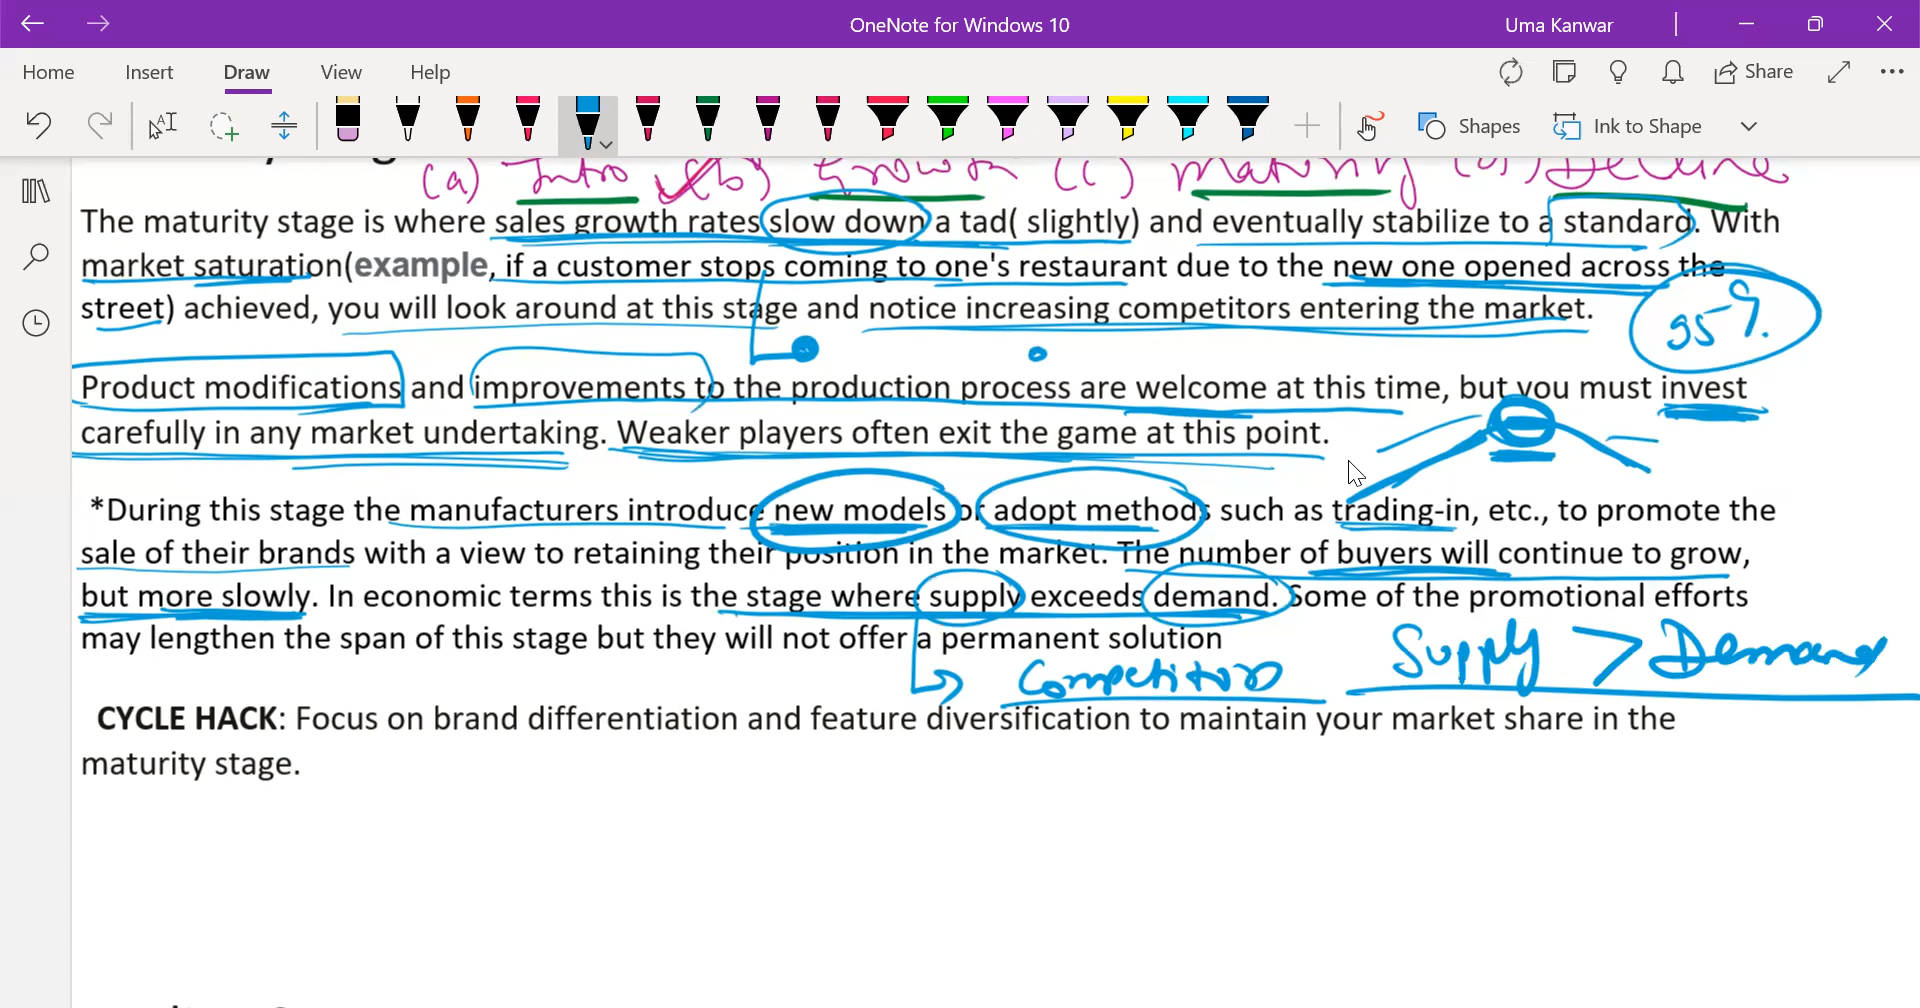 OneNote for Windows 10
Uma Kanwar
Home Insert Draw View Help
Share
Shapes Ink to Shape
(a) Intro (b) Growth (c) Maturity (d) Decline
The maturity stage is where sales growth rates slow down a tad( slightly) and eventually stabilize to a standard. With
market saturation(example, if a customer stops coming to one's restaurant due to the new one opened across the
street) achieved, you will look around at this stage and notice increasing competitors entering the market.
Product modifications and improvements to the production process are welcome at this time, but you must invest
carefully in any market undertaking. Weaker players often exit the game at this point.
*During this stage the manufacturers introduce new models or adopt methods such as trading-in, etc., to promote the
sale of their brands with a view to retaining their position in the market. The number of buyers will continue to grow,
but more slowly. In economic terms this is the stage where supply exceeds demand. Some of the promotional efforts
may lengthen the span of this stage but they will not offer a permanent solution
Supply > Demand
Competitors
CYCLE HACK: Focus on brand differentiation and feature diversification to maintain your market share in the
maturity stage.